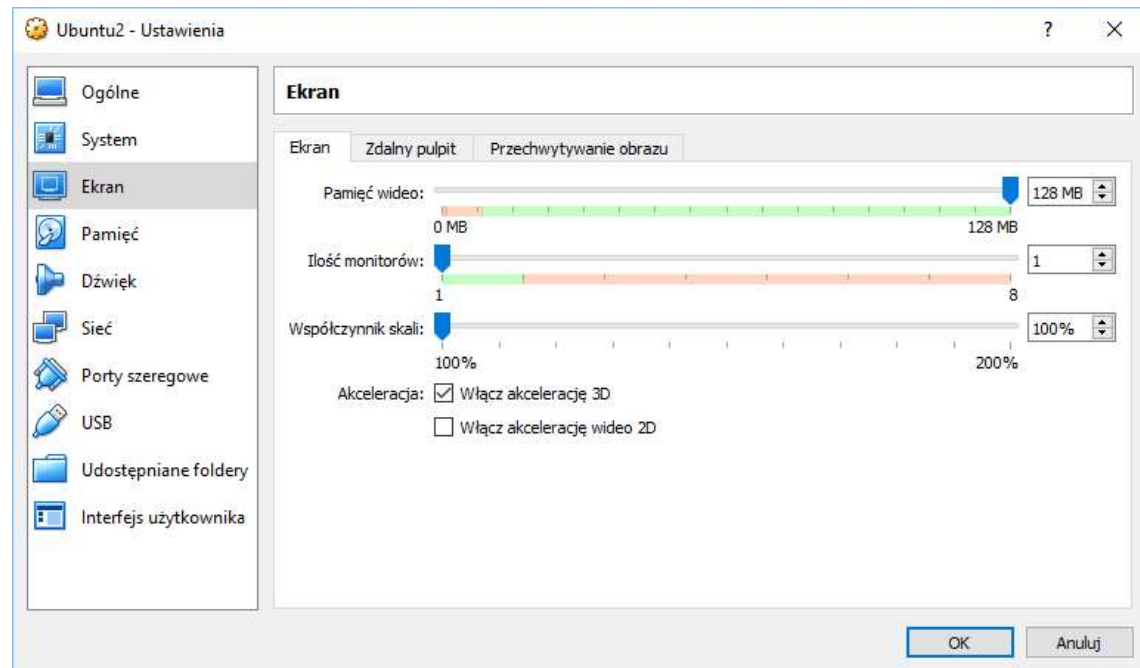 Ubuntu2 - Ustawienia
?
Ogólne
System
Ekran
Pamięć
Dźwięk
Sieć
Porty szeregowe
USB
Udostępniane foldery
Interfejs użytkownika
Ekran
Ekran Zdalny pulpit Przechwytywanie obrazu
Pamięć wideo: 128 MB
0 MB 128 MB
Ilość monitorów: 1
1 8
Współczynnik skali: 100%
100% 200%
Akceleracja: Włącz akcelerację 3D
Włącz akcelerację wideo 2D
OK Anuluj